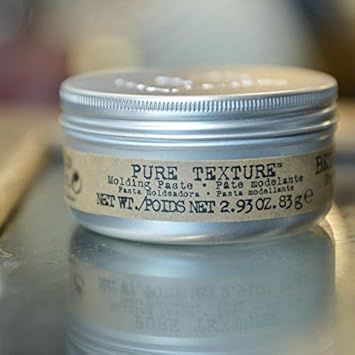 PURE TEXTURE™
Molding Paste • Pâte modelante
Pasta moldeadora • Pasta modellante
NET WT./POIDS NET 2.93 OZ. 83 g ℮